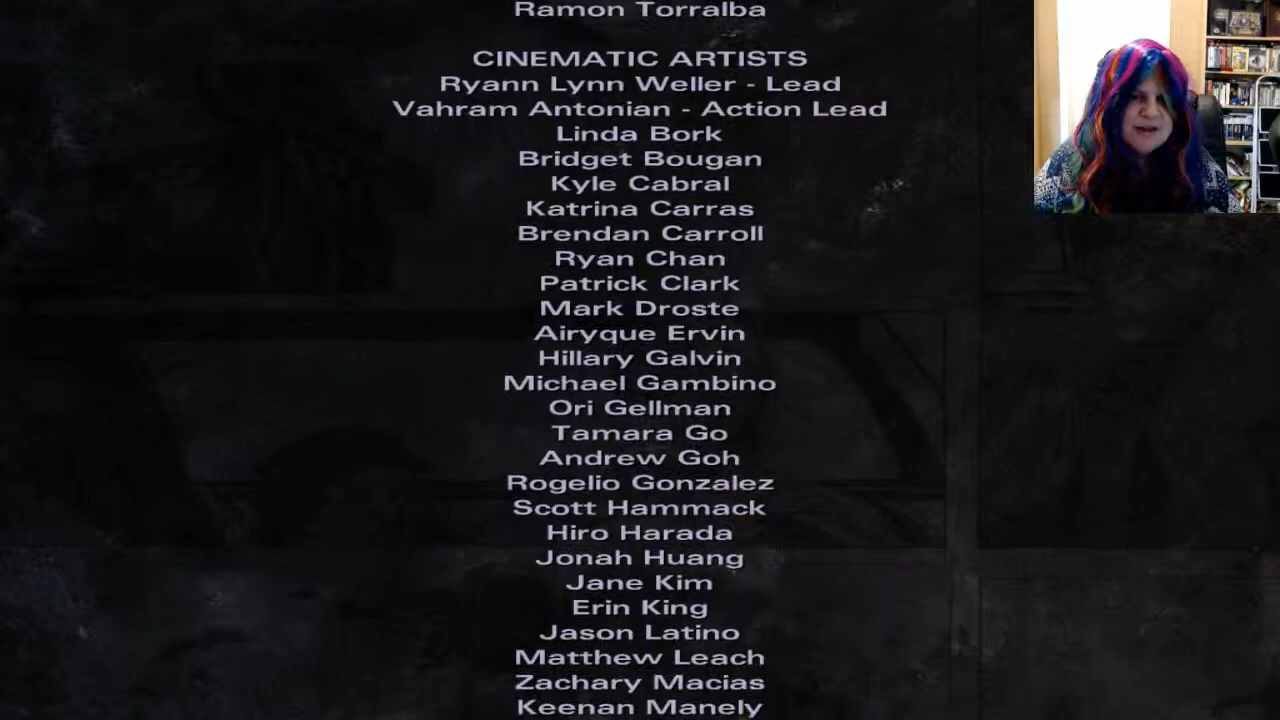 Ramon Torralba
CINEMATIC ARTISTS
Ryann Lynn Weller - Lead
Vahram Antonian - Action Lead
Linda Bork
Bridget Bougan
Kyle Cabral
Katrina Carras
Brendan Carroll
Ryan Chan
Patrick Clark
Mark Droste
Airyque Ervin
Hillary Galvin
Michael Gambino
Ori Gellman
Tamara Go
Andrew Goh
Rogelio Gonzalez
Scott Hammack
Hiro Harada
Jonah Huang
Jane Kim
Erin King
Jason Latino
Matthew Leach
Zachary Macias
Keenan Manely